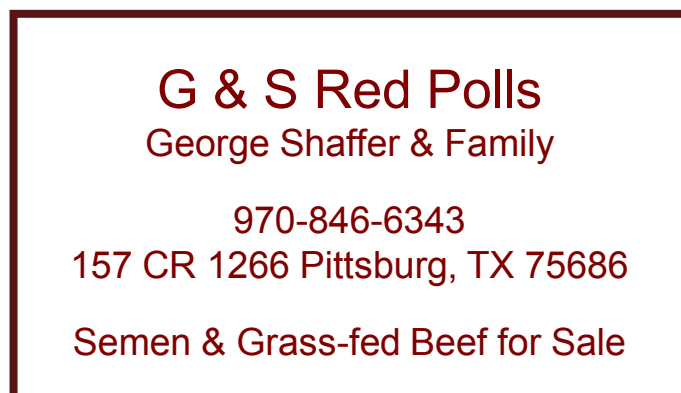 G & S Red Polls
George Shaffer & Family
970-846-6343
157 CR 1266 Pittsburg, TX 75686
Semen & Grass-fed Beef for Sale